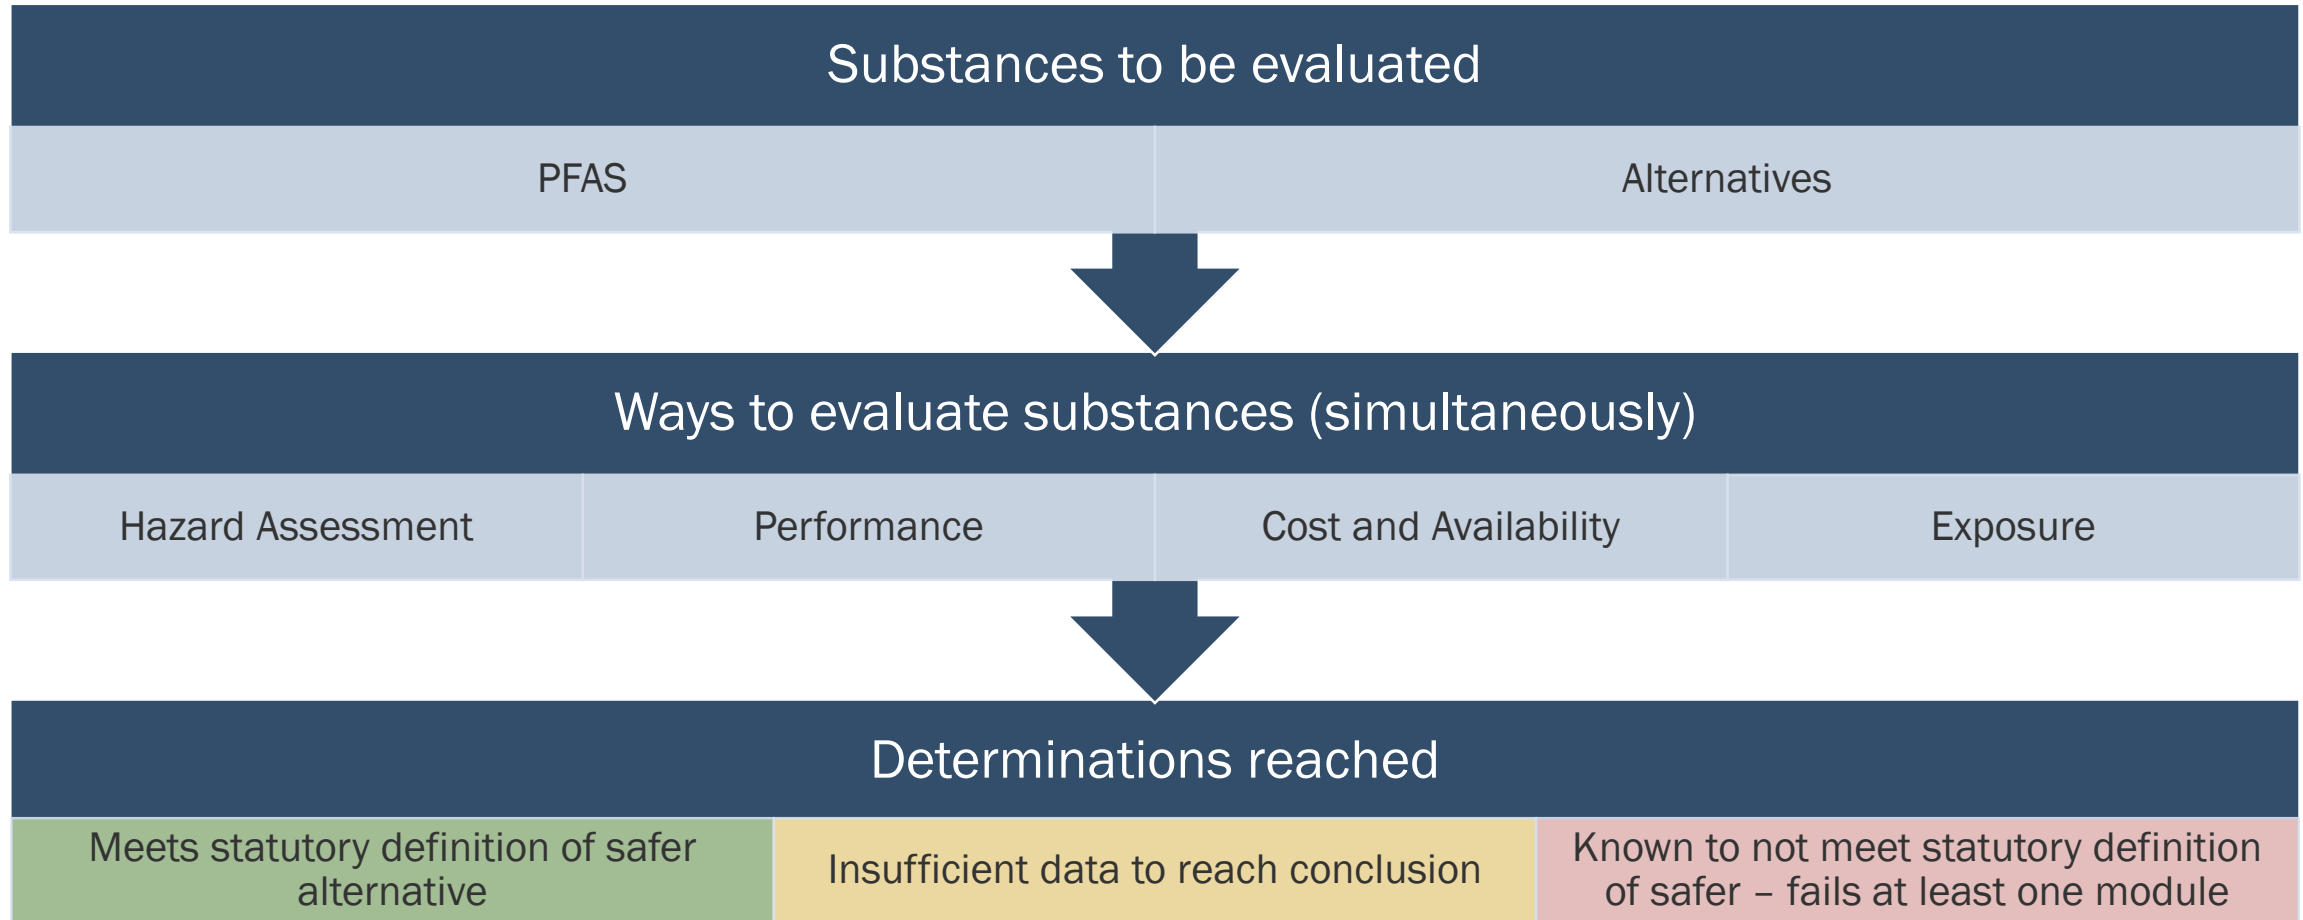 Substances to be evaluated
PFAS
Alternatives
Ways to evaluate substances (simultaneously)
Hazard Assessment
Performance
Cost and Availability
Exposure
Determinations reached
Meets statutory definition of safer
alternative
Insufficient data to reach conclusion
Known to not meet statutory definition
of safer – fails at least one module